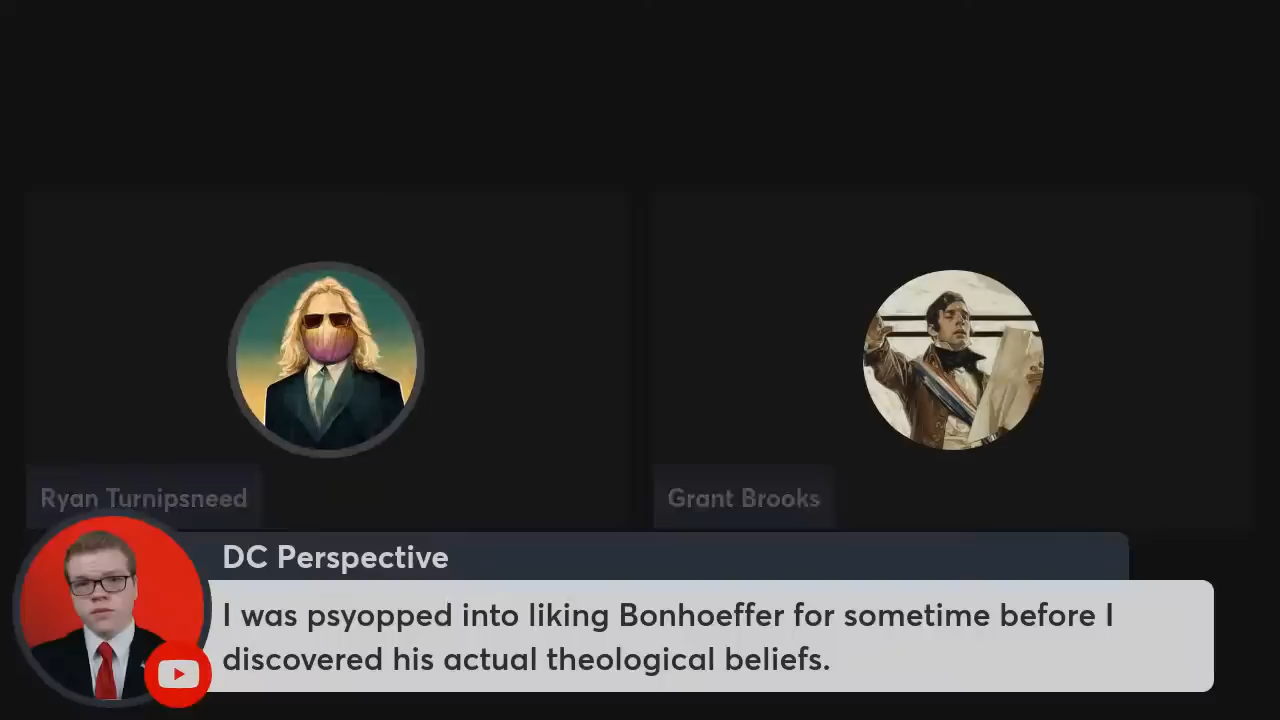 Ryan Turnipsneed
Grant Brooks
DC Perspective
I was psyopped into liking Bonhoeffer for sometime before I
discovered his actual theological beliefs.